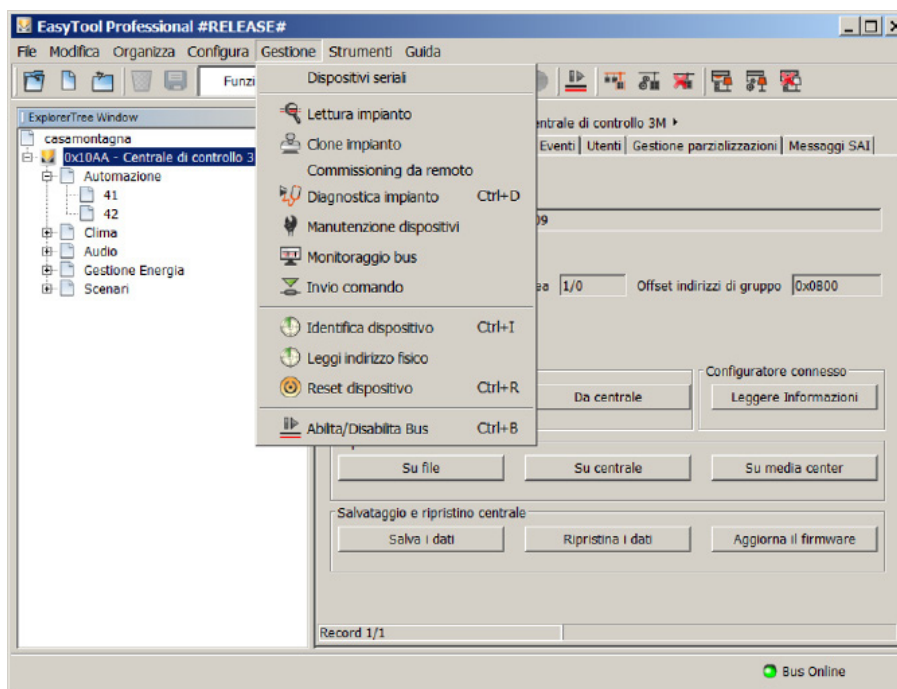 EasyTool Professional #RELEASE#
File Modifica Organizza Configura Gestione Strumenti Guida
Funzi
ExplorerTree Window
casamontagna
0x10AA - Centrale di controllo 3
Automazione
41
42
Clima
Audio
Gestione Energia
Scenari
Dispositivi seriali
Lettura impianto
Clone impianto
Commissioning da remoto
Diagnostica impianto Ctrl+D
Manutenzione dispositivi
Monitoraggio bus
Invio comando
Identifica dispositivo Ctrl+I
Leggi indirizzo fisico
Reset dispositivo Ctrl+R
Abilita/Disabilita Bus Ctrl+B
entrale di controllo 3M
Eventi Utenti Gestione parzializzazioni Messaggi SAI
09
ea 1/0 Offset indirizzi di gruppo 0x0800
Configuratore connesso
Da centrale Leggere Informazioni
Su file Su centrale Su media center
Salvataggio e ripristino centrale
Salva i dati Ripristina i dati Aggiorna il firmware
Record 1/1
Bus Online